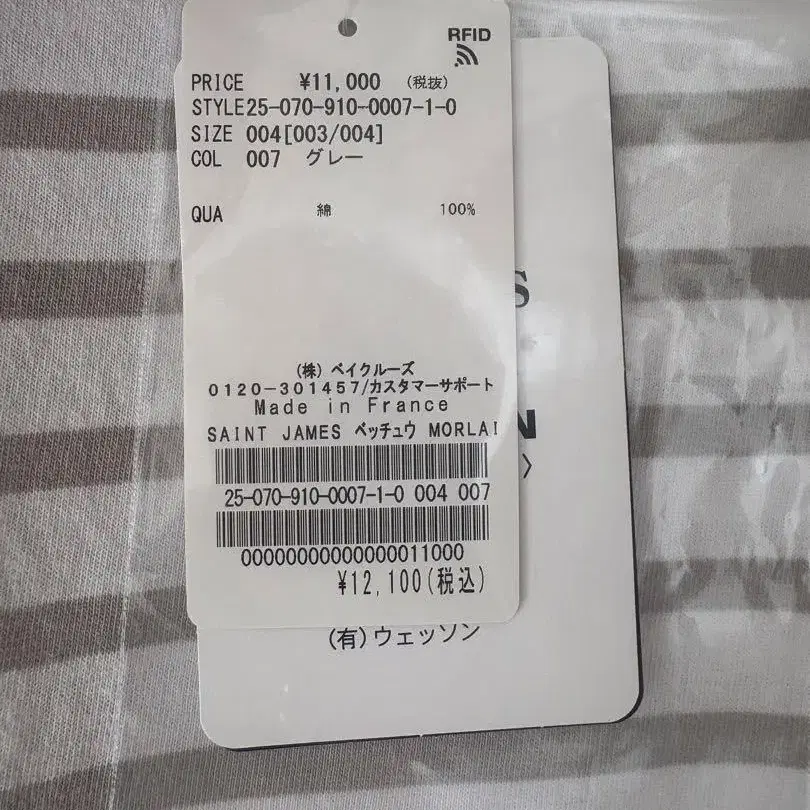 RFID
PRICE ¥11,000 (税抜)
STYLE25-070-910-0007-1-0
SIZE 004[003/004]
COL 007 グレー
QUA 綿 100%
S
N
〉
(株) ベイクルーズ
0120-301457/カスタマーサポート
Made in France
SAINT JAMES べッチュウ MORLAI
25-070-910-0007-1-0 004 007
00000000000000011000
¥12,100(税込)
(有)ウェッソン